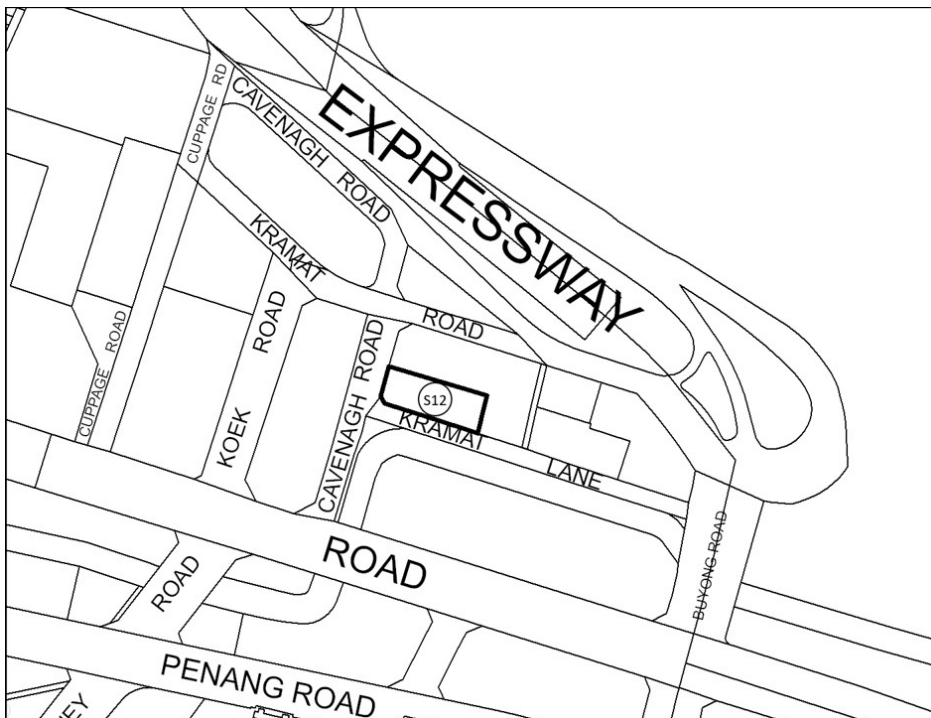 CUPPAGE RD
CAVENAGH ROAD
EXPRESSWAY
KRAMAT
ROAD
ROAD
KOEK
CUPPAGE ROAD
CAVENAGH ROAD
S12
KRAMAT
LANE
ROAD
BUYONG ROAD
ROAD
PENANG ROAD